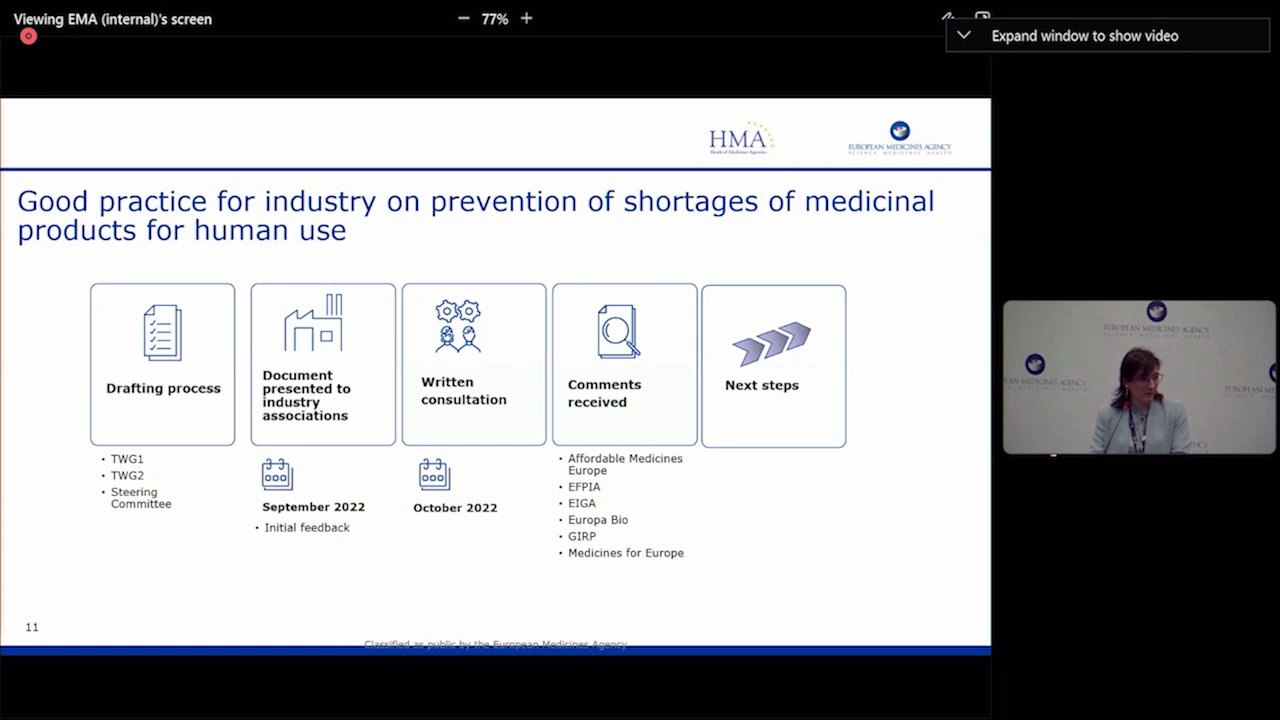 Viewing EMA (internal)'s screen
77%
Expand window to show video
HMA
Heads of Medicines Agencies
EUROPEAN MEDICINES AGENCY
SCIENCE MEDICINES HEALTH
Good practice for industry on prevention of shortages of medicinal
products for human use
Drafting process
Document
presented to
industry
associations
Written
consultation
Comments
received
Next steps
• TWG1
• TWG2
• Steering
Committee
September 2022
• Initial feedback
October 2022
• Affordable Medicines
Europe
• EFPIA
• EIGA
• Europa Bio
• GIRP
• Medicines for Europe
11
Classified as public by the European Medicines Agency
EUROPEAN MEDICINES AGENCY